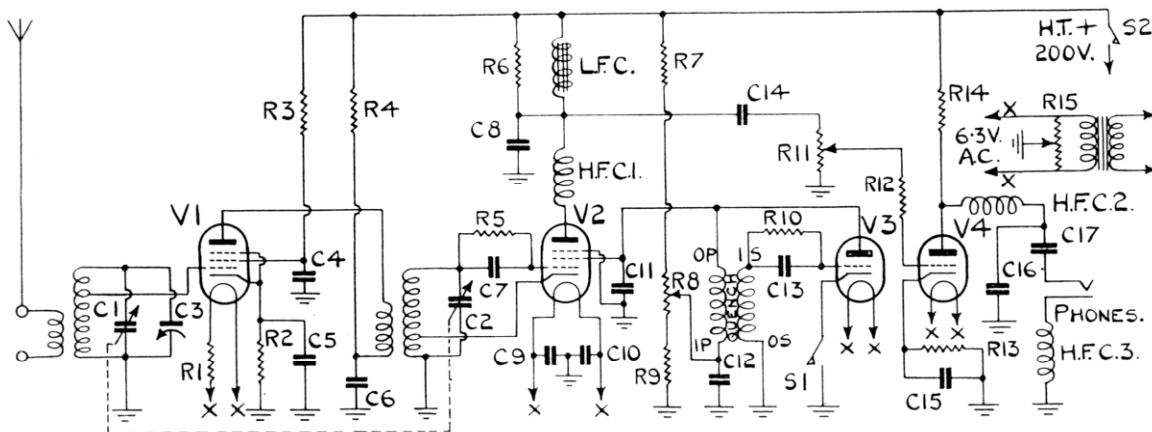 H.T.+
200V.
S2
R6
L.F.C.
R7
R3
R4
C14
R14
X
R15
C8
R11
6·3V.
A.C.
X
H.F.C.1.
R12
V1
V2
R5
R10
V3
V4
H.F.C.2.
C4
OP
IS
C17
C1
C3
C7
C2
C11
R8
QUENCH
C13
C16
R2
C5
IP
OS
PHONES.
R1
C9
C10
C12
X
X
R13
C6
R9
S1
C15
H.F.C.3.
X
X
X
X
X
X